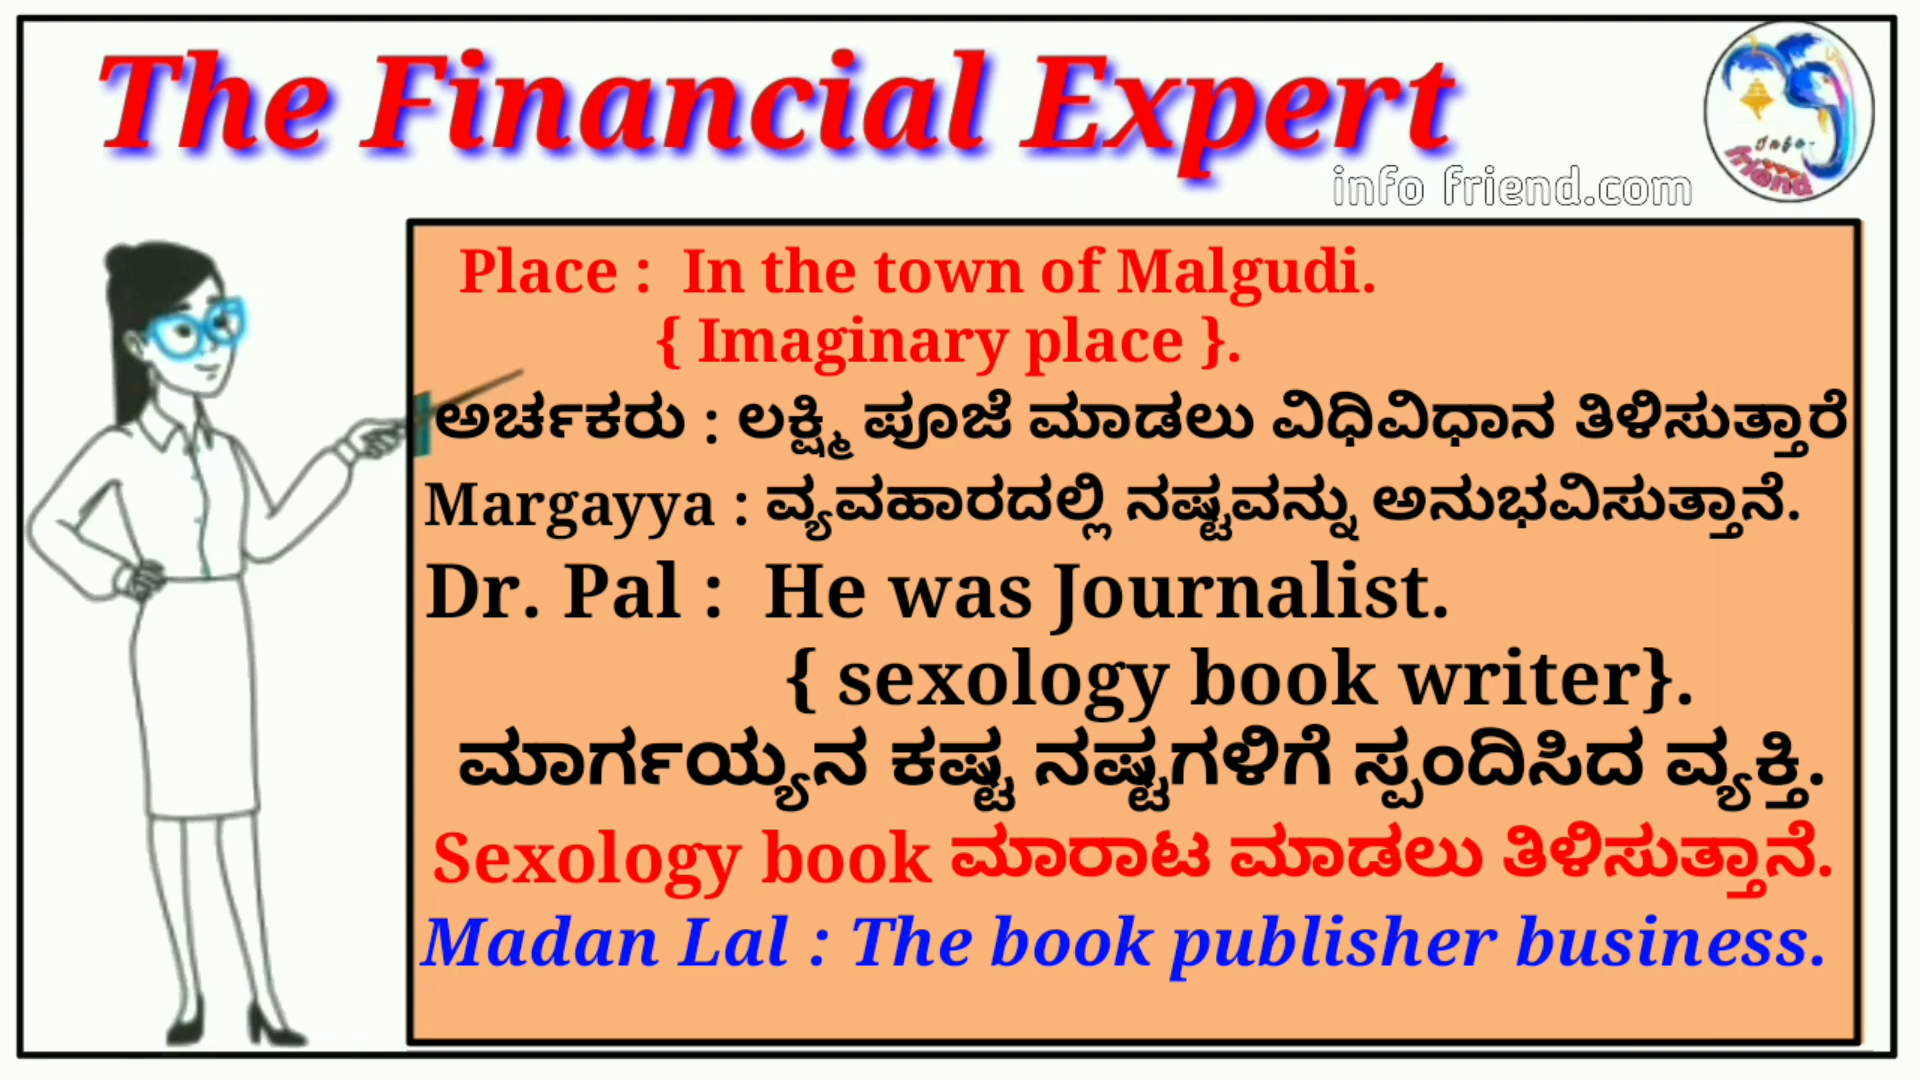 The Financial Expert
info friend.com
Info-
friend
Place : In the town of Malgudi.
{ Imaginary place }.
ಅರ್ಚಕರು : ಲಕ್ಷ್ಮಿ ಪೂಜೆ ಮಾಡಲು ವಿಧಿವಿಧಾನ ತಿಳಿಸುತ್ತಾರೆ
Margayya : ವ್ಯವಹಾರದಲ್ಲಿ ನಷ್ಟವನ್ನು ಅನುಭವಿಸುತ್ತಾನೆ.
Dr. Pal : He was Journalist.
{ sexology book writer}.
ಮಾರ್ಗಯ್ಯನ ಕಷ್ಟ ನಷ್ಟಗಳಿಗೆ ಸ್ಪಂದಿಸಿದ ವ್ಯಕ್ತಿ.
Sexology book ಮಾರಾಟ ಮಾಡಲು ತಿಳಿಸುತ್ತಾನೆ.
Madan Lal : The book publisher business.